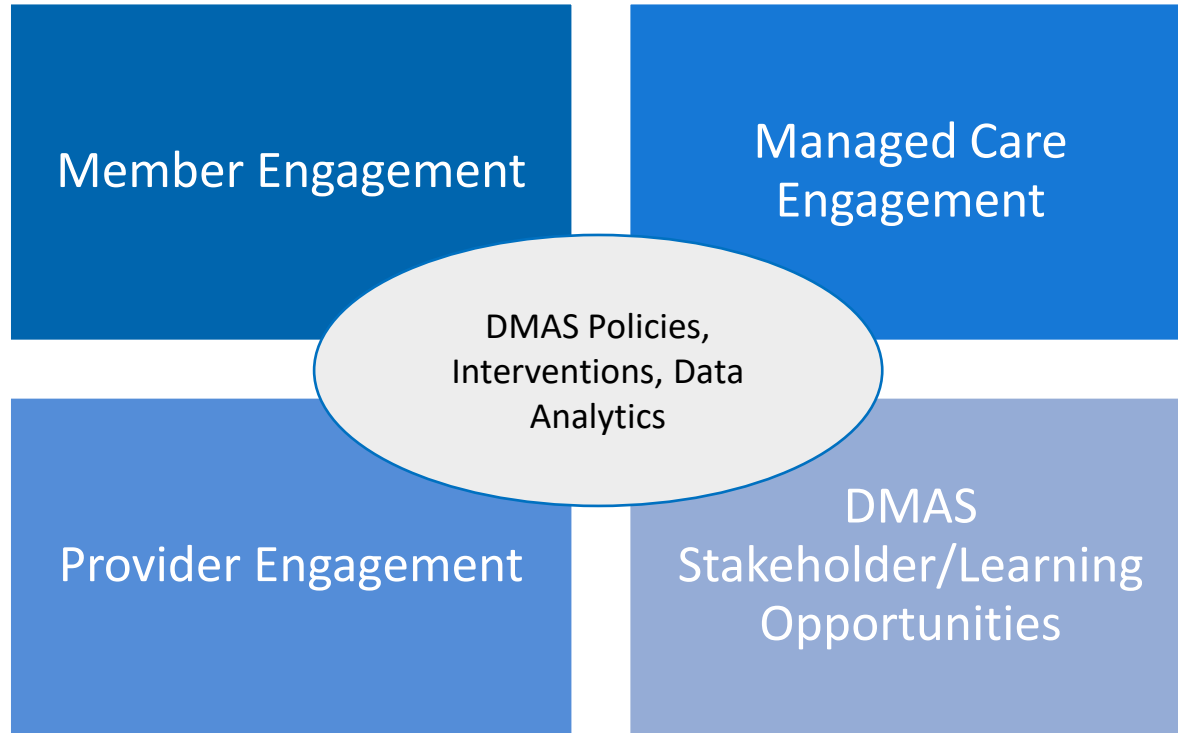 Member Engagement
Managed Care
Engagement
DMAS Policies,
Interventions, Data
Analytics
Provider Engagement
DMAS
Stakeholder/Learning
Opportunities